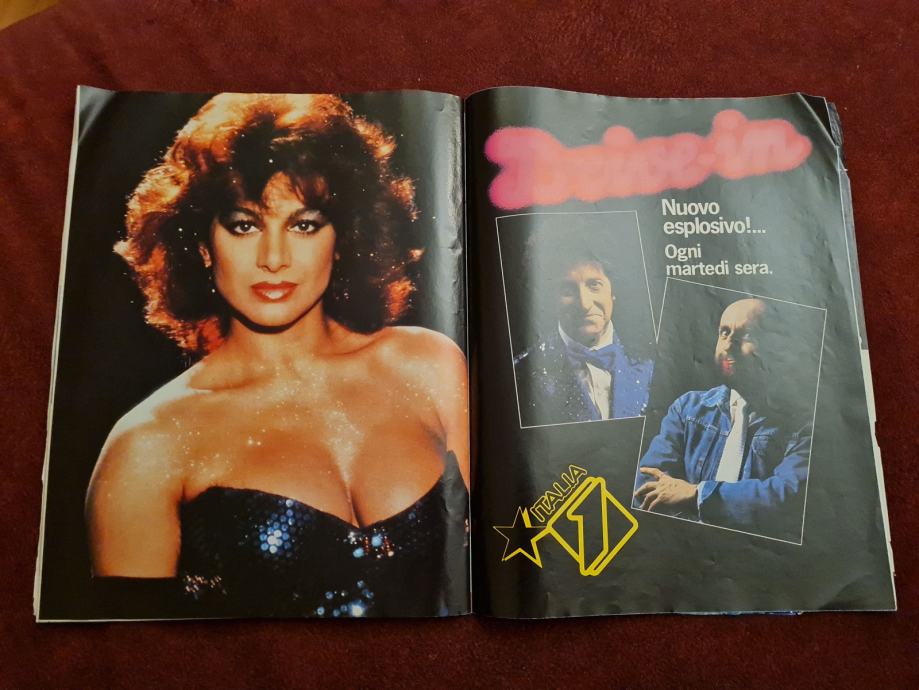 Drive-in
Nuovo
esplosivo!...
Ogni
martedì sera.
ITALIA
1